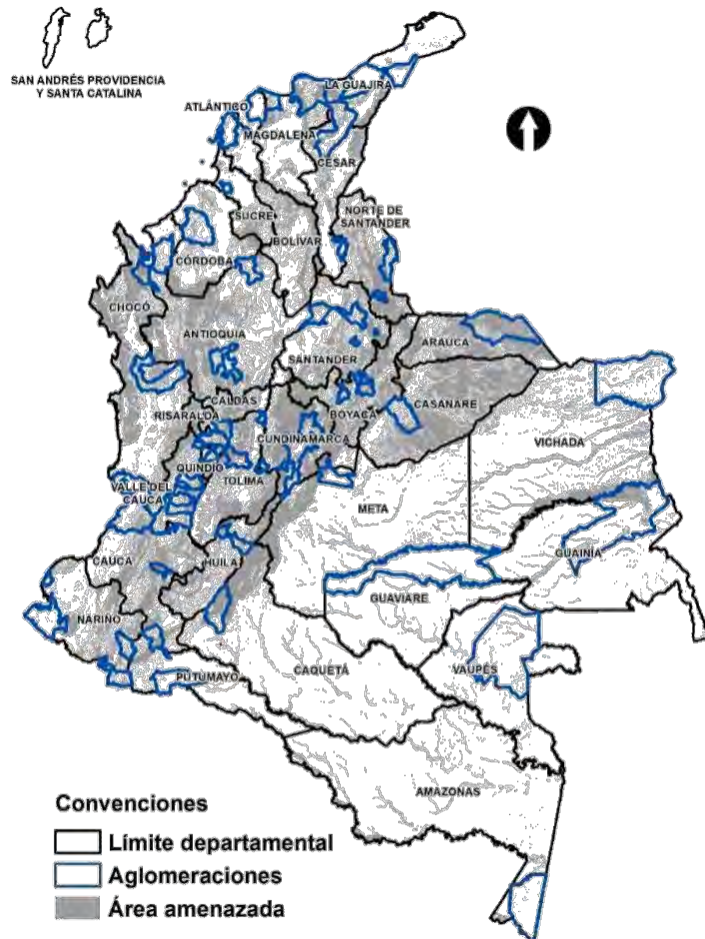 SAN ANDRÉS PROVIDENCIA
Y SANTA CATALINA
LA GUAJIRA
ATLÁNTICO
MAGDALENA
CESAR
NORTE DE
SANTANDER
SUCRE
BOLÍVAR
CÓRDOBA
CHOCÓ
ANTIOQUIA
ARAUCA
SANTANDER
CALDAS
RISARALDA
BOYACÁ
CASANARE
CUNDINAMARCA
VICHADA
QUINDIO
TOLIMA
VALLE DEL
CAUCA
META
CAUCA
HUILA
GUAINÍA
GUAVIARE
NARIÑO
CAQUETÁ
VAUPÉS
PUTUMAYO
AMAZONAS
Convenciones
Límite departamental
Aglomeraciones
Área amenazada